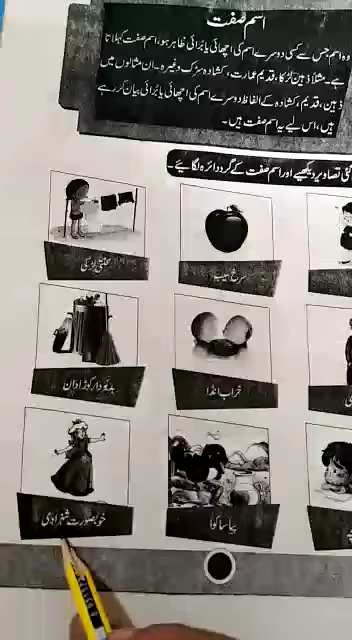 اسم صفت
وہ اسم جس سے کسی دوسرے اسم کی اچھائی یا برائی ظاہر ہو، اسم صفت کہلاتا
ہے۔ مثلاً ذہین لڑکا، قدیم عمارت، کشادہ سڑک وغیرہ۔ ان مثالوں میں
ذہین، قدیم، کشادہ کے الفاظ دوسرے اسم کی اچھائی یا برائی بیان کر رہے
ہیں، اس لیے یہ اسم صفت ہیں۔
گئی تصاویر دیکھیے اور اسم صفت کے گرد دائرہ لگائیے۔
سرخ سیب
محنتی لڑکی
خراب انڈا
بدبودار کوڑادان
پیاسا کوا
خوبصورت شہزادی